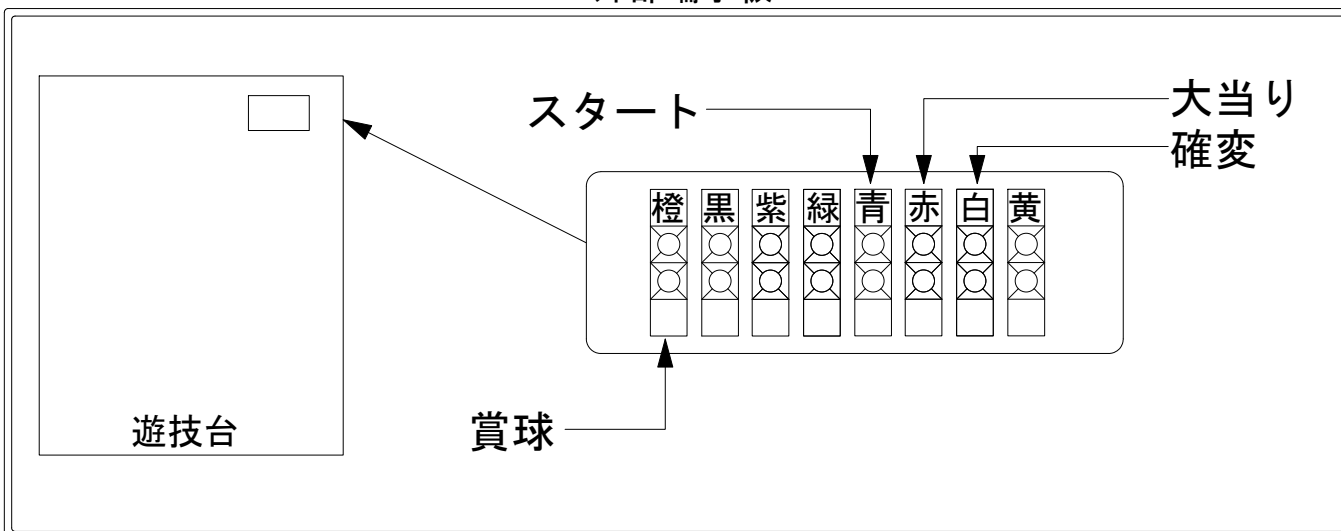 スタート
大当り
確変
橙 黒 紫 緑 青 赤 白 黄
賞球
遊技台